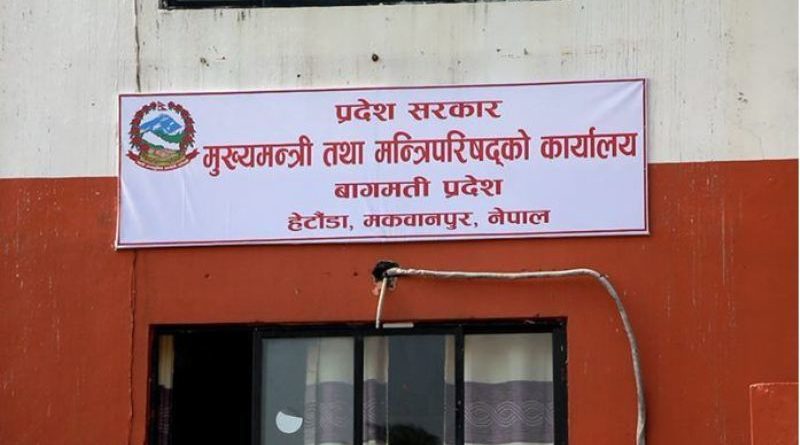 प्रदेश सरकार
मुख्यमन्त्री तथा मन्त्रिपरिषद्को कार्यालय
बागमती प्रदेश
हेटौंडा, मकवानपुर, नेपाल